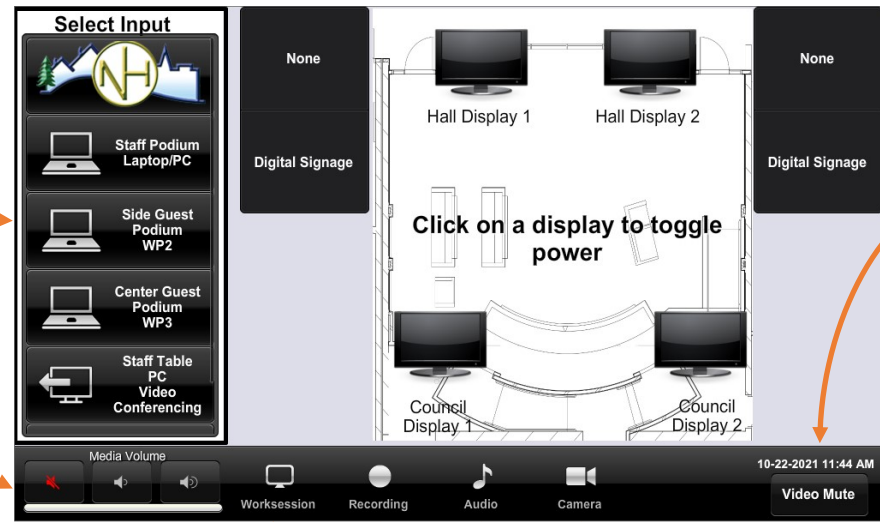 Select Input
NH
Staff Podium
Laptop/PC
Side Guest
Podium
WP2
Center Guest
Podium
WP3
Staff Table
PC
Video
Conferencing
None
Digital Signage
Hall Display 1
Hall Display 2
Click on a display to toggle
power
Council
Display 1
Council
Display 2
None
Digital Signage
Media Volume
Worksession
Recording
Audio
Camera
10-22-2021 11:44 AM
Video Mute